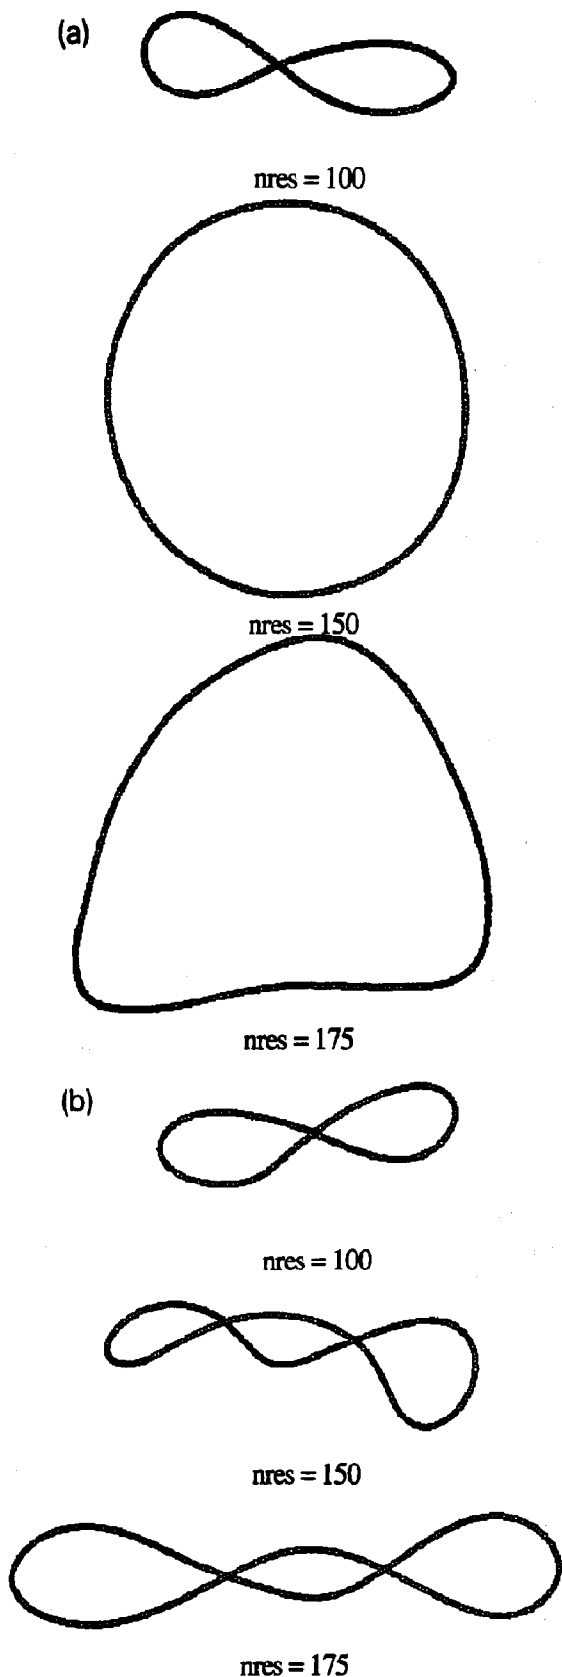 (a)
nres = 100
nres = 150
nres = 175
(b)
nres = 100
nres = 150
nres = 175